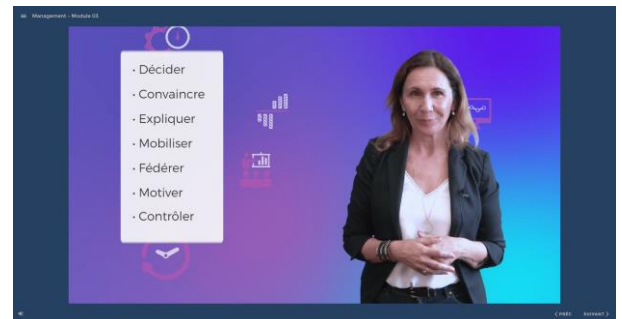 Management - Module 03
• Décider
• Convaincre
• Expliquer
• Mobiliser
• Fédérer
• Motiver
• Contrôler
< PRÉC SUIVANT >